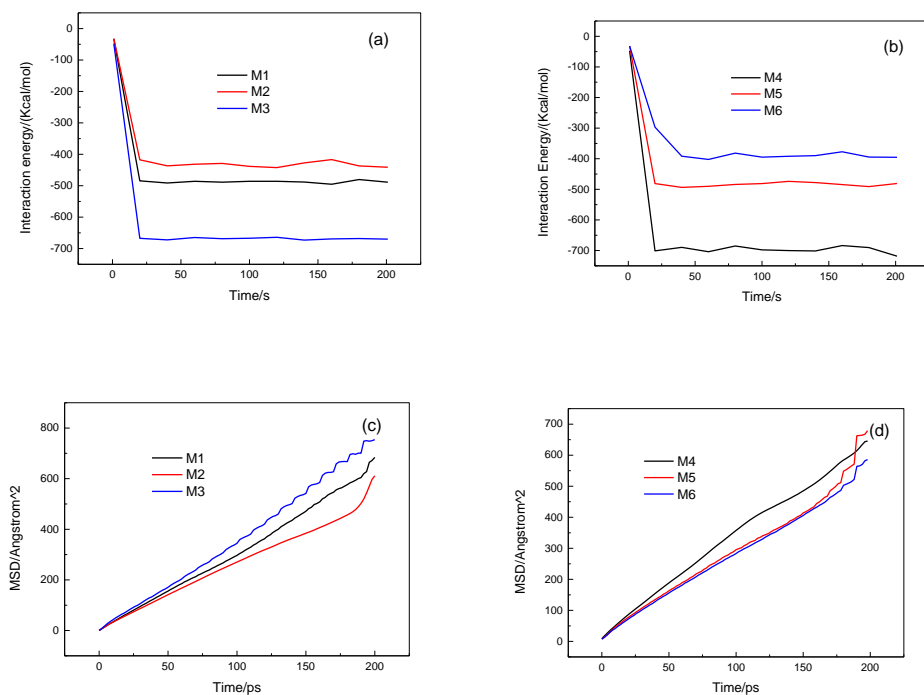 (a)
0
-100
-200
-300
-400
-500
-600
-700
Interaction energy/(Kcal/mol)
M1
M2
M3
0
50
100
150
200
Time/s
(b)
0
-100
-200
-300
-400
-500
-600
-700
Interaction Energy/(Kcal/mol)
M4
M5
M6
0
50
100
150
200
Time/s
(c)
800
600
400
200
0
MSD/Angstrom^2
M1
M2
M3
0
50
100
150
200
Time/ps
(d)
700
600
500
400
300
200
100
0
MSD/Angstrom^2
M4
M5
M6
0
50
100
150
200
Time/ps